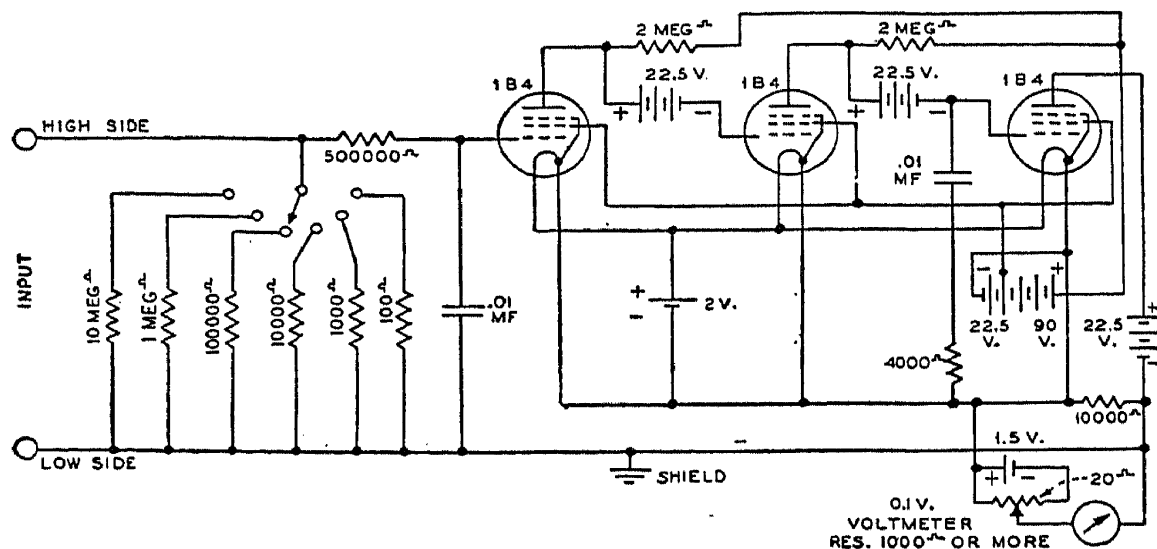 2 MEG Ω
2 MEG Ω
1B4
22.5 V.
1B4
22.5 V.
1B4
+ -
+ -
HIGH SIDE
500000 Ω
.01
MF
INPUT
10 MEG Ω
1 MEG Ω
100000 Ω
10000 Ω
1000 Ω
100 Ω
.01
MF
+
-
2 V.
- +
22.5
V.
90
V.
22.5
V.
+
-
4000 Ω
10000 Ω
LOW SIDE
SHIELD
1.5 V.
+ -
20 Ω
0.1 V.
VOLTMETER
RES. 1000 Ω OR MORE